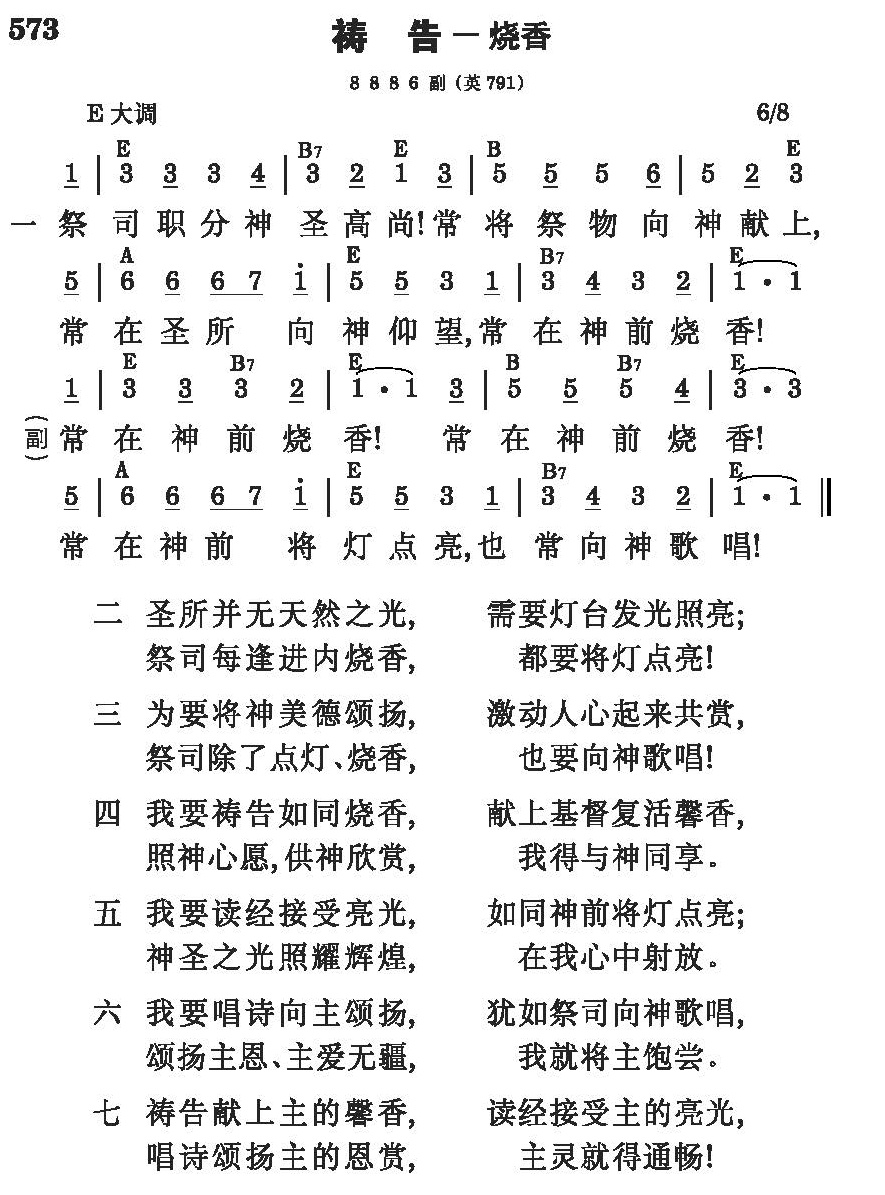 573
祷 告 — 烧香
8 8 8 6 副 (英 791)
E 大调 6/8
E B7 E B E
1 | 3 3 3 4 | 3 2 1 3 | 5 5 5 6 | 5 2 3
一 祭司职分神圣高尚!常将祭物向神献上,
A E B7 E
5 | 6 6 6 7 1 | 5 5 3 1 | 3 4 3 2 | 1 · 1
常在圣所 向神仰望,常在神前烧香!
E B7 E B B7 E
1 | 3 3 3 2 | 1 · 1 3 | 5 5 5 4 | 3 · 3
(副) 常在神前烧香! 常在神前烧香!
A E B7 E
5 | 6 6 6 7 1 | 5 5 3 1 | 3 4 3 2 | 1 · 1 ‖
常在神前 将灯点亮,也常向神歌唱!
二 圣所并无天然之光, 需要灯台发光照亮;
祭司每逢进内烧香, 都要将灯点亮!
三 为要将神美德颂扬, 激动人心起来共赏,
祭司除了点灯、烧香, 也要向神歌唱!
四 我要祷告如同烧香, 献上基督复活馨香,
照神心愿,供神欣赏, 我得与神同享。
五 我要读经接受亮光, 如同神前将灯点亮;
神圣之光照耀辉煌, 在我心中射放。
六 我要唱诗向主颂扬, 犹如祭司向神歌唱,
颂扬主恩、主爱无疆, 我就将主饱尝。
七 祷告献上主的馨香, 读经接受主的亮光,
唱诗颂扬主的恩赏, 主灵就得通畅!